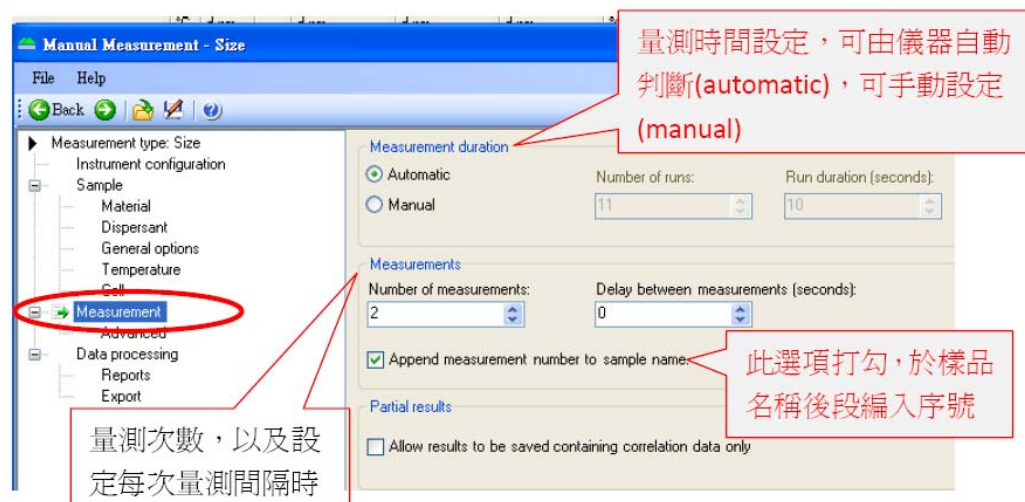 Manual Measurement - Size
量測時間設定，可由儀器自動
判斷(automatic)，可手動設定
(manual)
File Help
Back
Measurement type: Size
Instrument configuration
Sample
Material
Dispersant
General options
Temperature
Cell
Measurement
Advanced
Data processing
Reports
Export
Measurement duration
Automatic
Manual
Number of runs:
11
Run duration (seconds):
10
Measurements
Number of measurements:
2
Delay between measurements (seconds):
0
Append measurement number to sample name
此選項打勾，於樣品
名稱後段編入序號
Partial results
Allow results to be saved containing correlation data only
量測次數，以及設
定每次量測間隔時